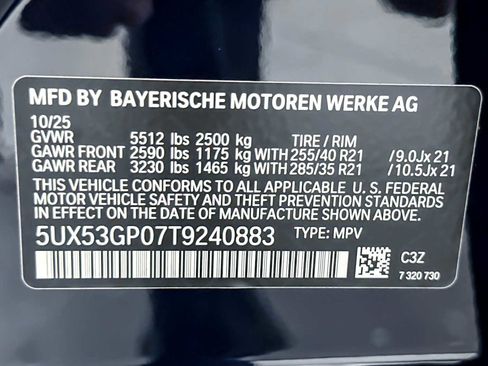 MFD BY BAYERISCHE MOTOREN WERKE AG
10/25
GVWR 5512 lbs 2500 kg TIRE / RIM
GAWR FRONT 2590 lbs 1175 kg WITH 255/40 R21 /9.0Jx 21
GAWR REAR 3230 lbs 1465 kg WITH 285/35 R21 /10.5Jx 21
THIS VEHICLE CONFORMS TO ALL APPLICABLE U. S. FEDERAL
MOTOR VEHICLE SAFETY AND THEFT PREVENTION STANDARDS
IN EFFECT ON THE DATE OF MANUFACTURE SHOWN ABOVE.
5UX53GP07T9240883 TYPE: MPV
C3Z
7 320 730